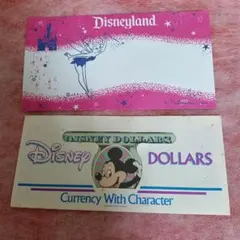 Disneyland
DISNEY DOLLARS
Disney DOLLARS
Currency With Character